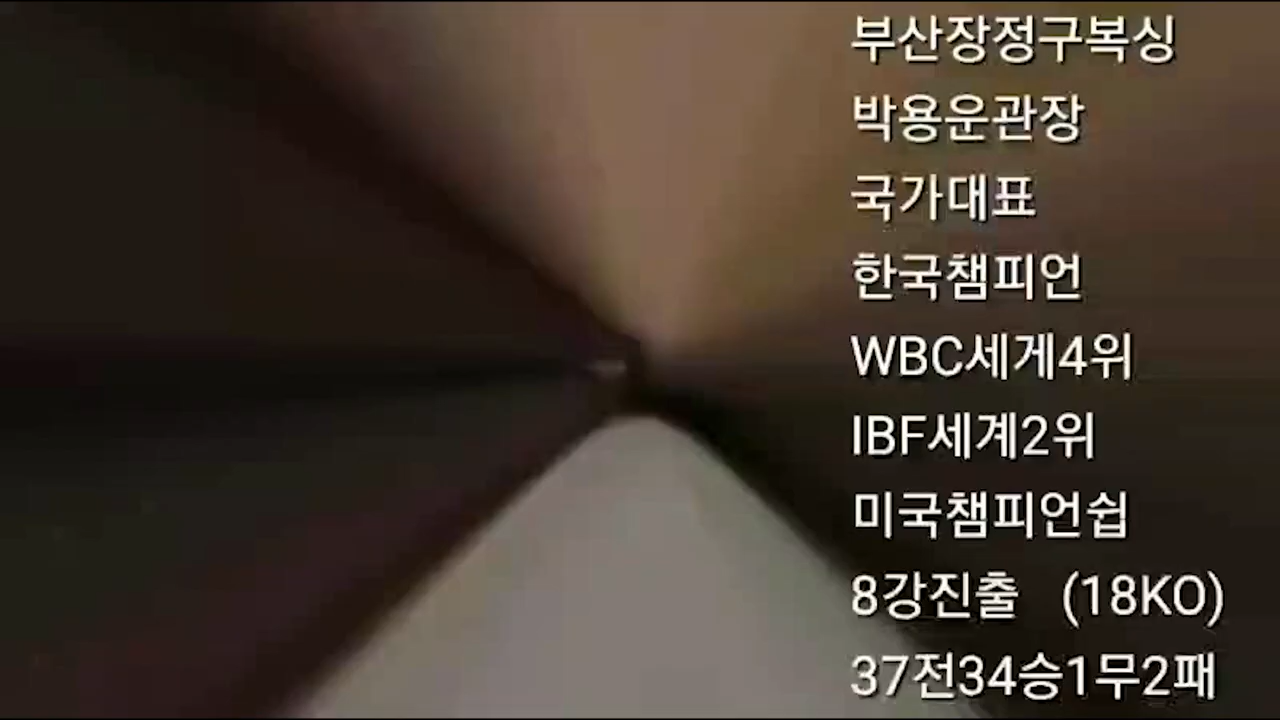 부산장정구복싱
박용운관장
국가대표
한국챔피언
WBC세게4위
IBF세계2위
미국챔피언쉽
8강진출 (18KO)
37전34승1무2패